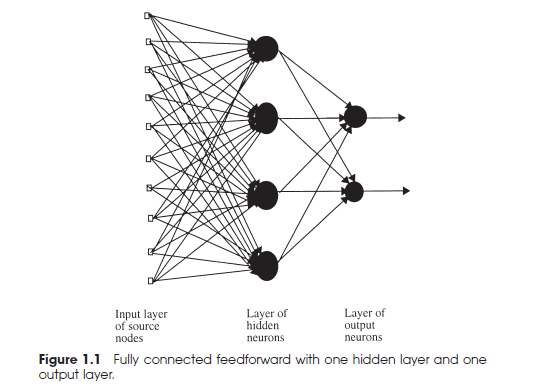 Input layer
of source
nodes
Layer of
hidden
neurons
Layer of
output
neurons
Figure 1.1 Fully connected feedforward with one hidden layer and one
output layer.